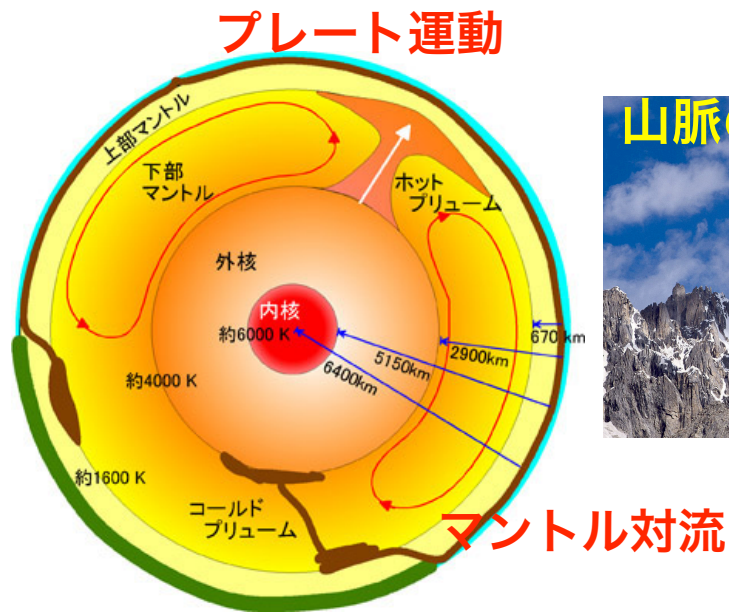 プレート運動
山脈
上部マントル
下部
マントル
ホット
プリューム
外核
内核
約6000 K
670 km
2900km
5150km
6400km
約4000 K
約1600 K
コールド
プリューム
マントル対流